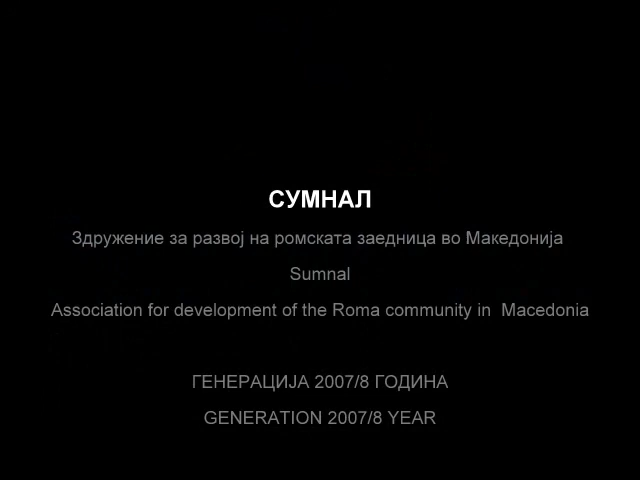 СУМНАЛ
Здружение за развој на ромската заедница во Македонија
Sumnal
Association for development of the Roma community in  Macedonia
ГЕНЕРАЦИЈА 2007/8 ГОДИНА
GENERATION 2007/8 YEAR